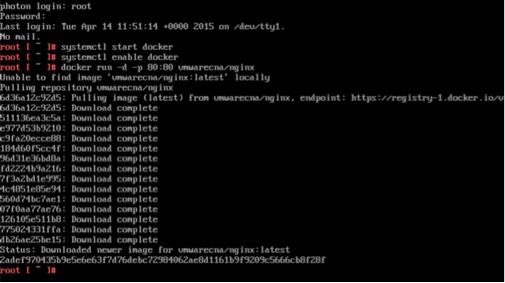 photon login: root
Password:
Last login: Tue Apr 14 11:51:14 +0000 2015 on /dev/tty1.
No mail.
root [ ~ ]# systemctl start docker
root [ ~ ]# systemctl enable docker
root [ ~ ]# docker run -d -p 80:80 vmwarecna/nginx
Unable to find image 'vmwarecna/nginx:latest' locally
Pulling repository vmwarecna/nginx
6d36a12c92d5: Pulling image (latest) from vmwarecna/nginx, endpoint: https://registry-1.docker.io/v
6d36a12c92d5: Download complete
511136ea3c5a: Download complete
e977d53b9210: Download complete
c9fa20ecce88: Download complete
184d60f5cc4f: Download complete
96d31e36bd8a: Download complete
fd2224b9a216: Download complete
7f3a2bd1e995: Download complete
4c4851e85e94: Download complete
560d74bc7ae1: Download complete
07f0aa77ae76: Download complete
126105e511b8: Download complete
775024331ffa: Download complete
db26ae25be15: Download complete
Status: Downloaded newer image for vmwarecna/nginx:latest
2adef970435b9e5e6e63f7d76debc72984062ae8d1161b9f9209c5666cb8f28f
root [ ~ ]#